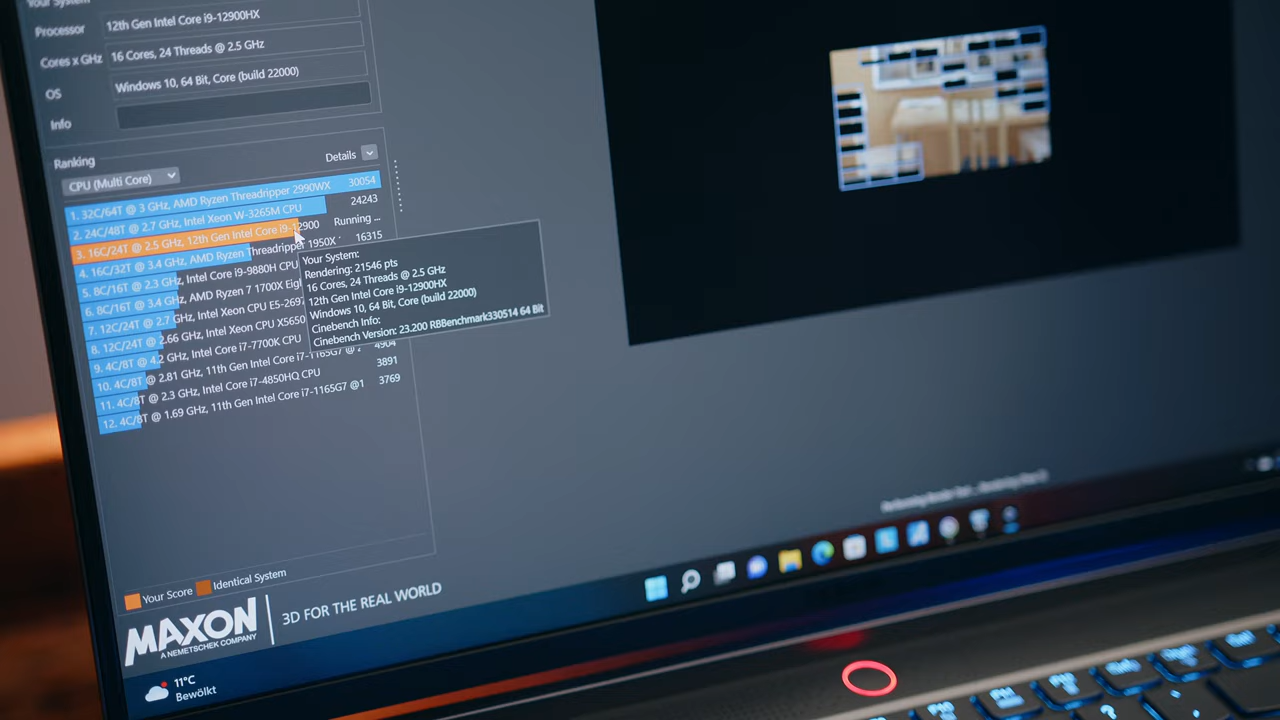 Your System
Processor
12th Gen Intel Core i9-12900HX
Cores x GHz
16 Cores, 24 Threads @ 2.5 GHz
OS
Windows 10, 64 Bit, Core (build 22000)
Info
Ranking
CPU (Multi Core)
Details
1. 32C/64T @ 3 GHz, AMD Ryzen Threadripper 2990WX 30054
2. 24C/48T @ 2.7 GHz, Intel Xeon W-3265M CPU 24243
3. 16C/24T @ 2.5 GHz, 12th Gen Intel Core i9-12900 Running ...
4. 16C/32T @ 3.4 GHz, AMD Ryzen Threadripper 1950X 16315
5. 8C/16T @ 2.3 GHz, Intel Core i9-9880H CPU
6. 8C/16T @ 3.4 GHz, AMD Ryzen 7 1700X Eig
7. 12C/24T @ 2.7 GHz, Intel Xeon CPU E5-2697
8. 12C/24T @ 2.66 GHz, Intel Xeon CPU X5650
9. 4C/8T @ 4.2 GHz, Intel Core i7-7700K CPU
10. 4C/8T @ 2.81 GHz, 11th Gen Intel Core i7-1165G7 @ 2 4904
11. 4C/8T @ 2.3 GHz, Intel Core i7-4850HQ CPU 3891
12. 4C/8T @ 1.69 GHz, 11th Gen Intel Core i7-1165G7 @1 3769
Your System:
Rendering: 21546 pts
16 Cores, 24 Threads @ 2.5 GHz
12th Gen Intel Core i9-12900HX
Windows 10, 64 Bit, Core (build 22000)
Cinebench Info:
Cinebench Version: 23.200 RBBenchmark330514 64 Bit
Your Score
Identical System
MAXON
A NEMETSCHEK COMPANY
3D FOR THE REAL WORLD
11°C
Bewölkt